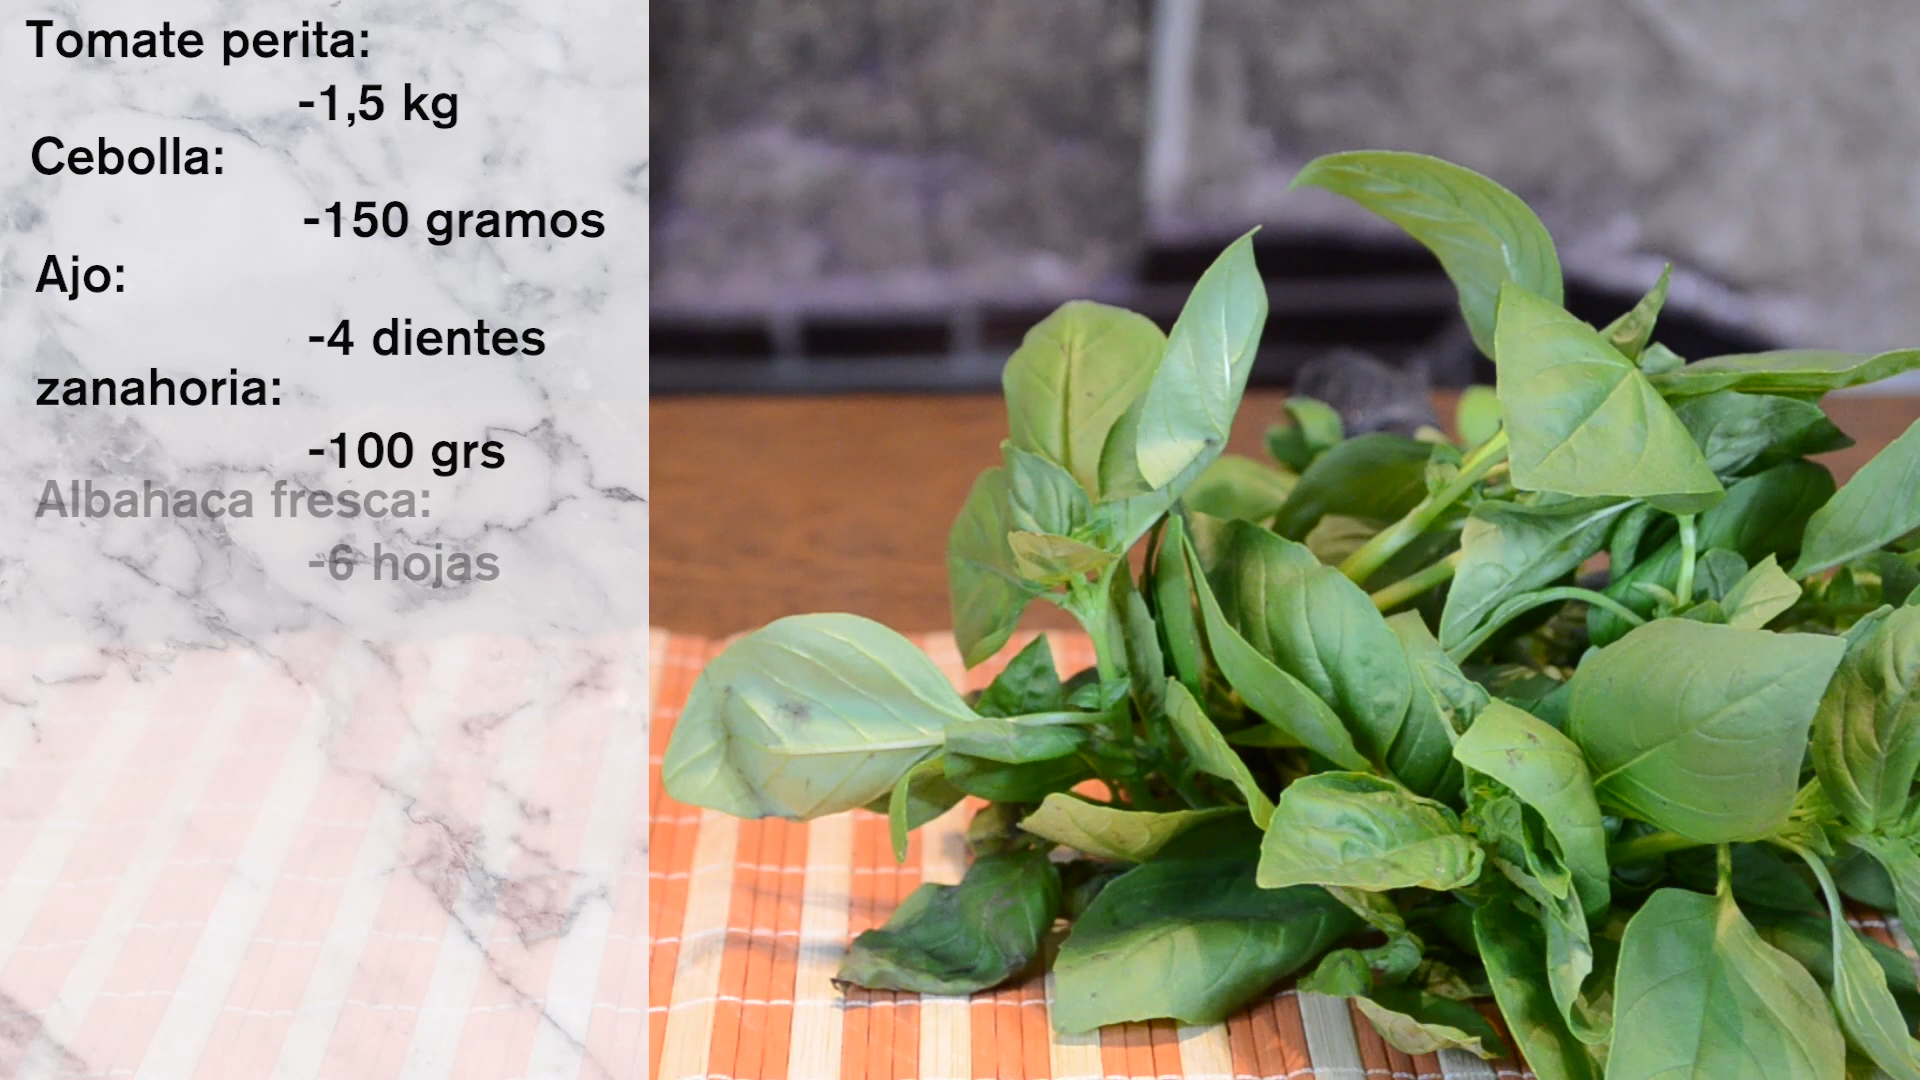 Tomate perita:
-1,5 kg
Cebolla:
-150 gramos
Ajo:
-4 dientes
zanahoria:
-100 grs
Albahaca fresca:
-6 hojas